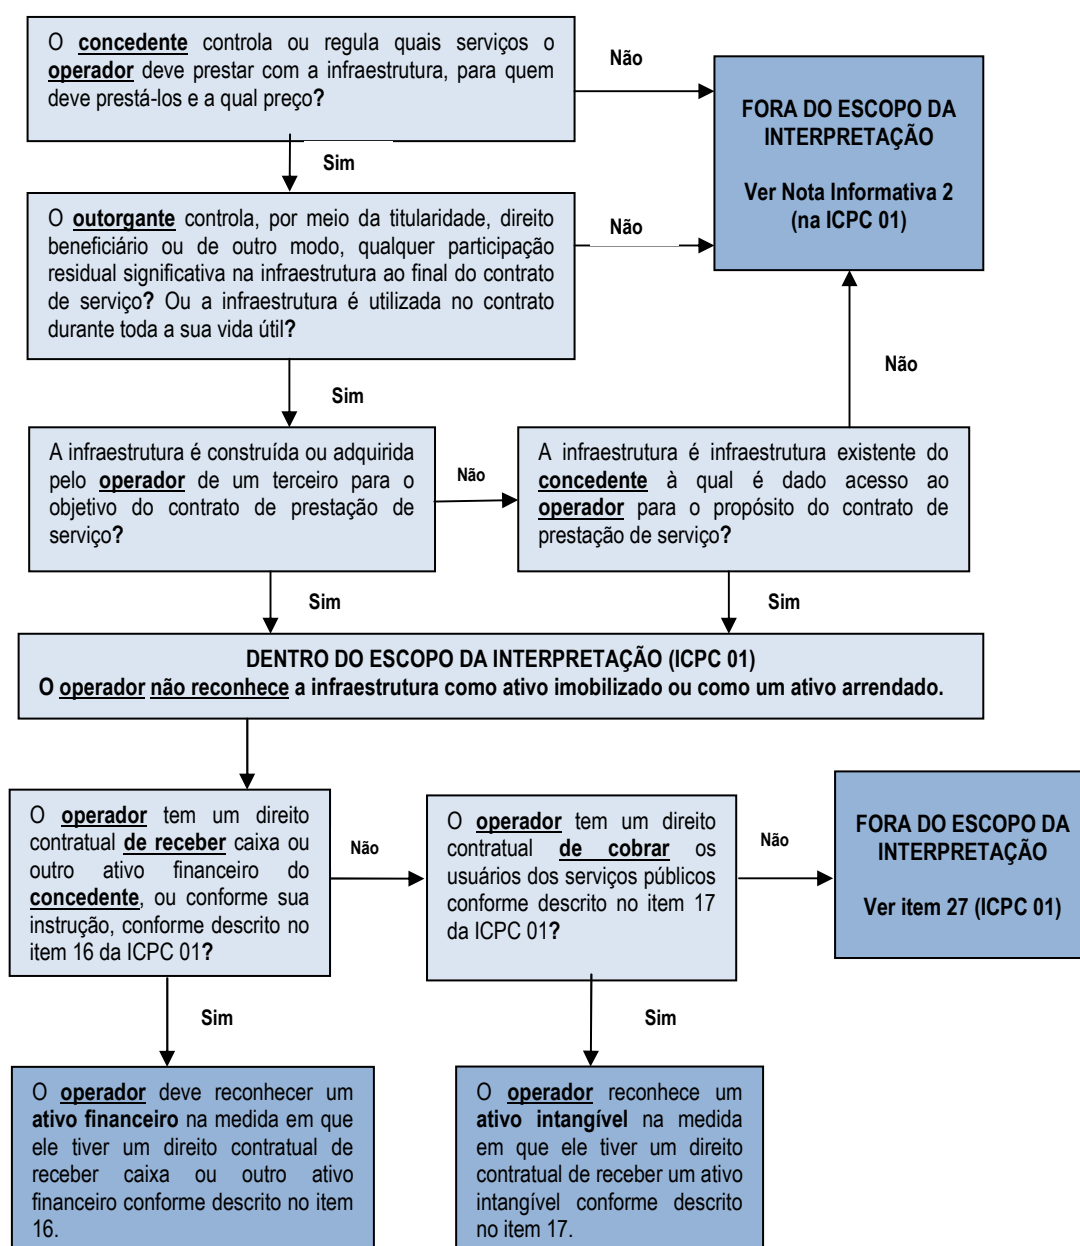 O concedente controla ou regula quais serviços o
operador deve prestar com a infraestrutura, para quem
deve prestá-los e a qual preço?
Não
FORA DO ESCOPO DA
INTERPRETAÇÃO
Ver Nota Informativa 2
(na ICPC 01)
Sim
O outorgante controla, por meio da titularidade, direito
beneficiário ou de outro modo, qualquer participação
residual significativa na infraestrutura ao final do contrato
de serviço? Ou a infraestrutura é utilizada no contrato
durante toda a sua vida útil?
Não
Não
Sim
A infraestrutura é construída ou adquirida
pelo operador de um terceiro para o
objetivo do contrato de prestação de
serviço?
Não
A infraestrutura é infraestrutura existente do
concedente à qual é dado acesso ao
operador para o propósito do contrato de
prestação de serviço?
Sim
Sim
DENTRO DO ESCOPO DA INTERPRETAÇÃO (ICPC 01)
O operador não reconhece a infraestrutura como ativo imobilizado ou como um ativo arrendado.
O operador tem um direito
contratual de receber caixa ou
outro ativo financeiro do
concedente, ou conforme sua
instrução, conforme descrito no
item 16 da ICPC 01?
Não
O operador tem um direito
contratual de cobrar os
usuários dos serviços públicos
conforme descrito no item 17
da ICPC 01?
Não
FORA DO ESCOPO DA
INTERPRETAÇÃO
Ver item 27 (ICPC 01)
Sim
Sim
O operador deve reconhecer um
ativo financeiro na medida em que
ele tiver um direito contratual de
receber caixa ou outro ativo
financeiro conforme descrito no item
16.
O operador reconhece um
ativo intangível na medida
em que ele tiver um direito
contratual de receber um ativo
intangível conforme descrito
no item 17.